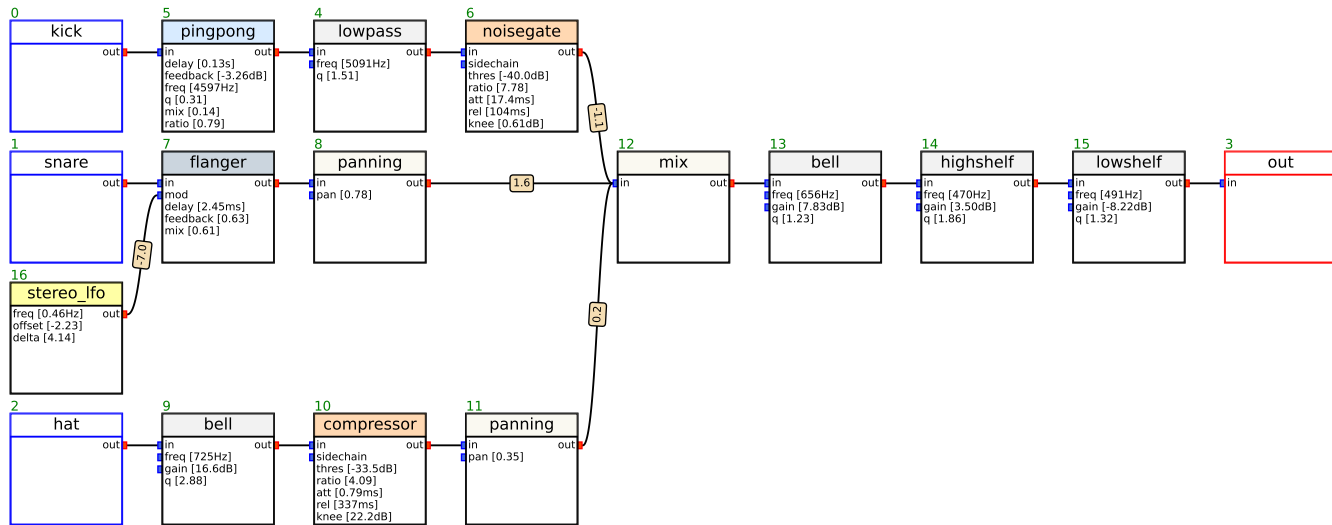 0
kick
out
5
pingpong
in out
delay [0.13s]
feedback [-3.26dB]
freq [4597Hz]
q [0.31]
mix [0.14]
ratio [0.79]
4
lowpass
in out
freq [5091Hz]
q [1.51]
6
noisegate
in out
sidechain
thres [-40.0dB]
ratio [7.78]
att [17.4ms]
rel [104ms]
knee [0.61dB]
-1.1
1
snare
out
7
flanger
in out
mod
delay [2.45ms]
feedback [0.63]
mix [0.61]
8
panning
in out
pan [0.78]
1.6
12
mix
in out
13
bell
in out
freq [656Hz]
gain [7.83dB]
q [1.23]
14
highshelf
in out
freq [470Hz]
gain [3.50dB]
q [1.86]
15
lowshelf
in out
freq [491Hz]
gain [-8.22dB]
q [1.32]
3
out
in
-7.0
16
stereo_lfo
freq [0.46Hz] out
offset [-2.23]
delta [4.14]
0.2
2
hat
out
9
bell
in out
freq [725Hz]
gain [16.6dB]
q [2.88]
10
compressor
in out
sidechain
thres [-33.5dB]
ratio [4.09]
att [0.79ms]
rel [337ms]
knee [22.2dB]
11
panning
in out
pan [0.35]